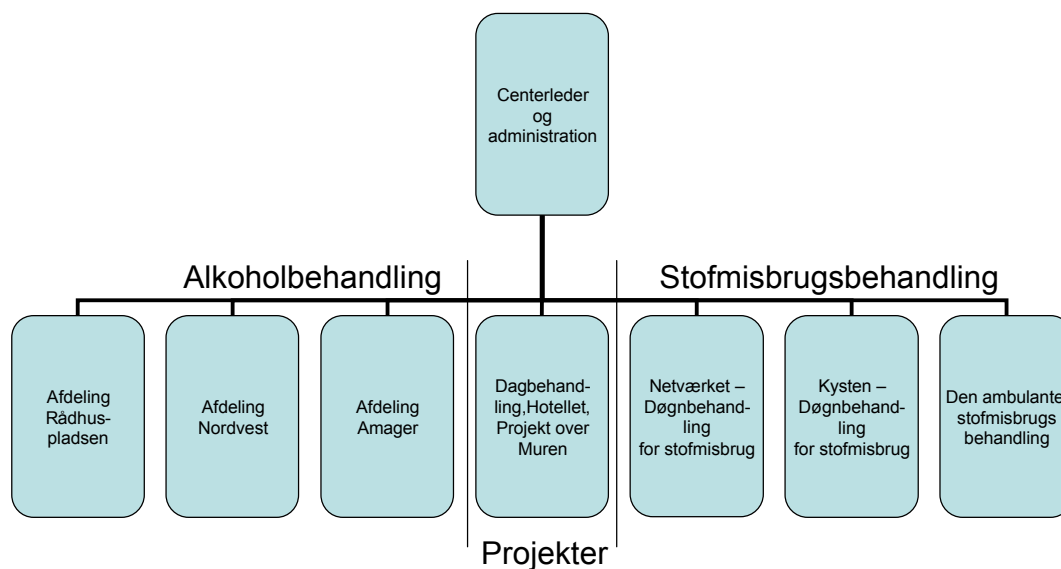 Centerleder
og
administration
Alkoholbehandling
Stofmisbrugsbehandling
Afdeling
Rådhus-
pladsen
Afdeling
Nordvest
Afdeling
Amager
Dagbehand-
ling,Hotellet,
Projekt over
Muren
Netværket –
Døgnbehand-
ling
for stofmisbrug
Kysten –
Døgnbehand-
ling
for stofmisbrug
Den ambulante
stofmisbrugs
behandling
Projekter